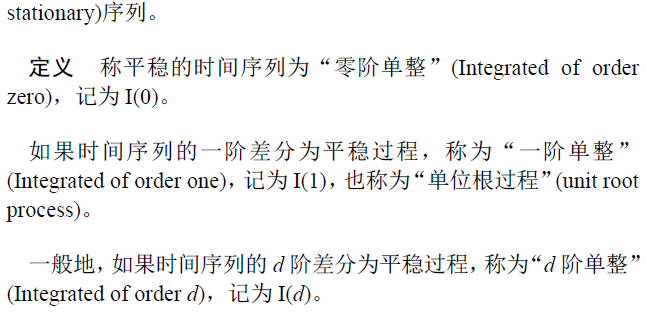 stationary)序列。
定义 称平稳的时间序列为“零阶单整”(Integrated of order
zero)，记为 I(0)。
如果时间序列的一阶差分为平稳过程，称为“一阶单整”
(Integrated of order one)，记为 I(1)，也称为“单位根过程”(unit root
process)。
一般地，如果时间序列的 d 阶差分为平稳过程，称为“d 阶单整”
(Integrated of order d)，记为 I(d)。